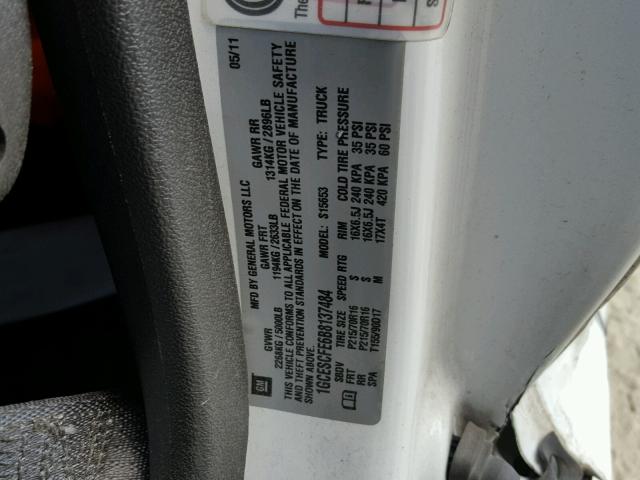 The
GM
MFD BY GENERAL MOTORS LLC 05/11
GVWR GAWR FRT GAWR RR
2268KG / 5000LB 1194KG / 2633LB 1314KG / 2896LB
THIS VEHICLE CONFORMS TO ALL APPLICABLE FEDERAL MOTOR VEHICLE SAFETY
AND THEFT PREVENTION STANDARDS IN EFFECT ON THE DATE OF MANUFACTURE
SHOWN ABOVE.
1GCESCFE6B8137484 MODEL: S15653 TYPE: TRUCK
SBDV TIRE SIZE SPEED RTG RIM COLD TIRE PRESSURE
FRT P215/70R16 S 16X6.5J 240 KPA 35 PSI
RR P215/70R16 S 16X6.5J 240 KPA 35 PSI
SPA T165/90D17 M 17X4T 420 KPA 60 PSI